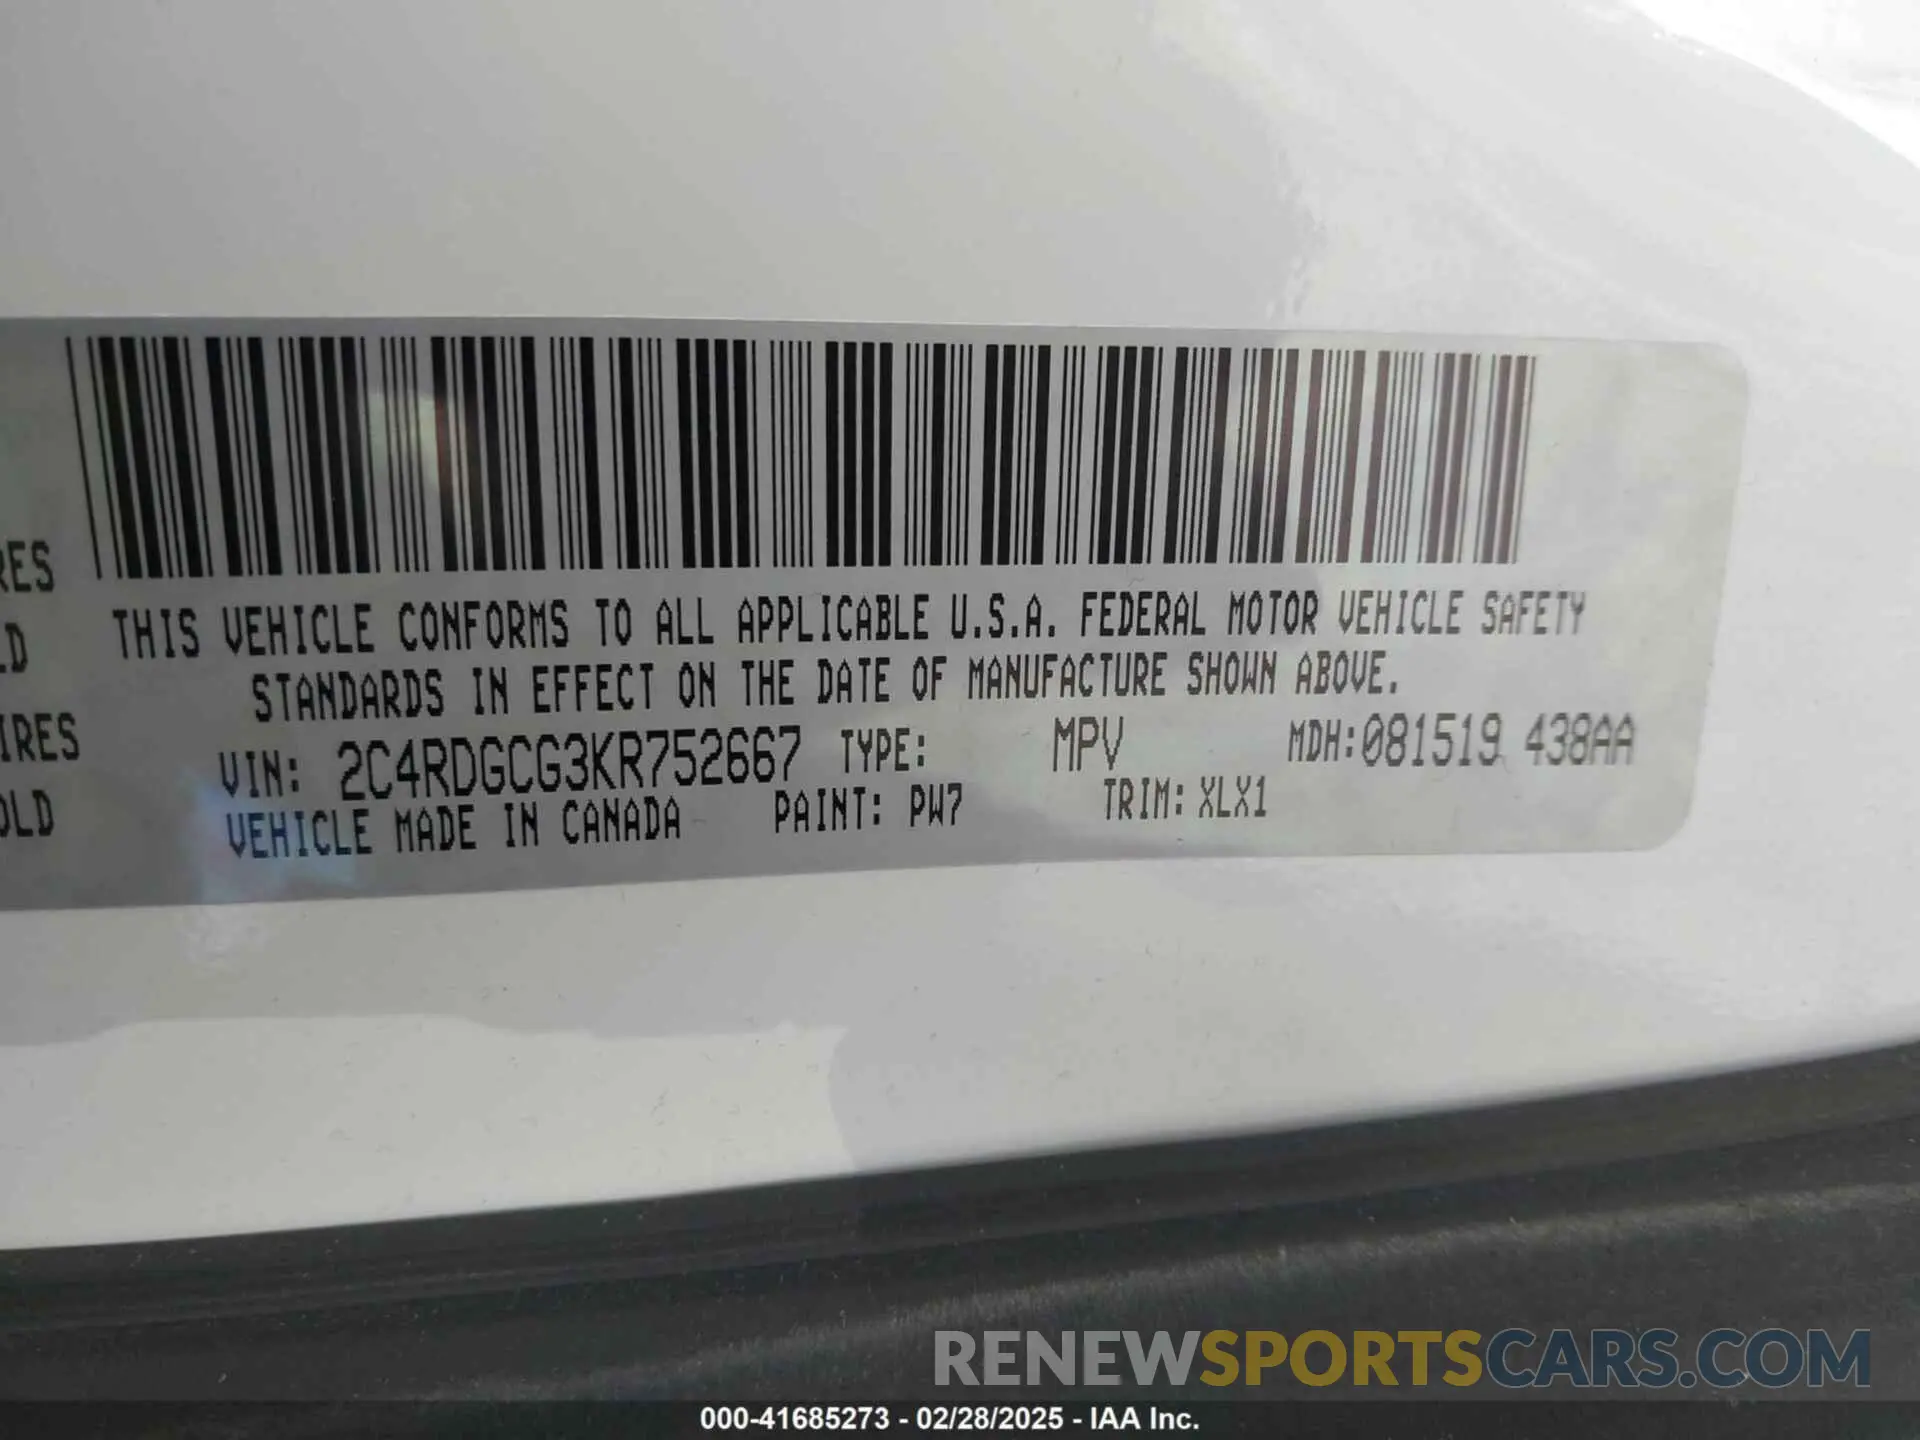 RES
LD
IRES
OLD
THIS VEHICLE CONFORMS TO ALL APPLICABLE U.S.A. FEDERAL MOTOR VEHICLE SAFETY
STANDARDS IN EFFECT ON THE DATE OF MANUFACTURE SHOWN ABOVE.
VIN: 2C4RDGCG3KR752667 TYPE: MPV MDH:081519 438AA
VEHICLE MADE IN CANADA PAINT: PW7 TRIM: XLX1
RENEWSPORTSCARS.COM
000-41685273 - 02/28/2025 - IAA Inc.